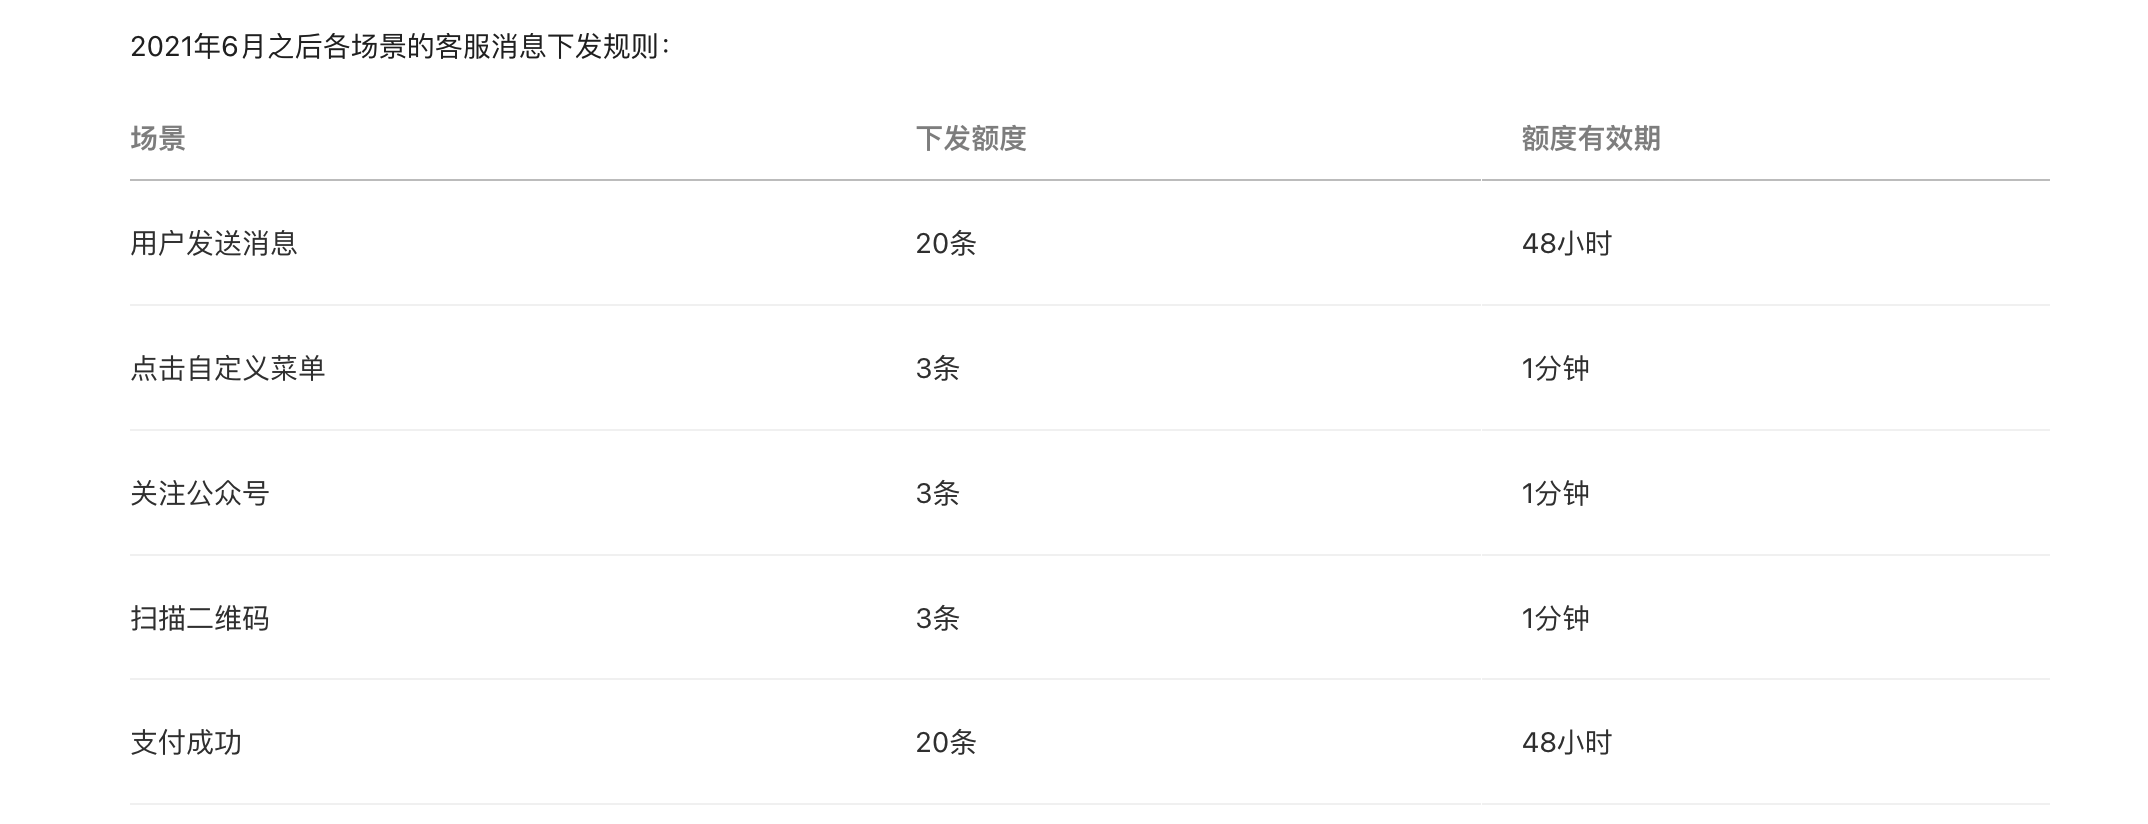 2021年6月之后各场景的客服消息下发规则：
场景 下发额度 额度有效期
用户发送消息 20条 48小时
点击自定义菜单 3条 1分钟
关注公众号 3条 1分钟
扫描二维码 3条 1分钟
支付成功 20条 48小时